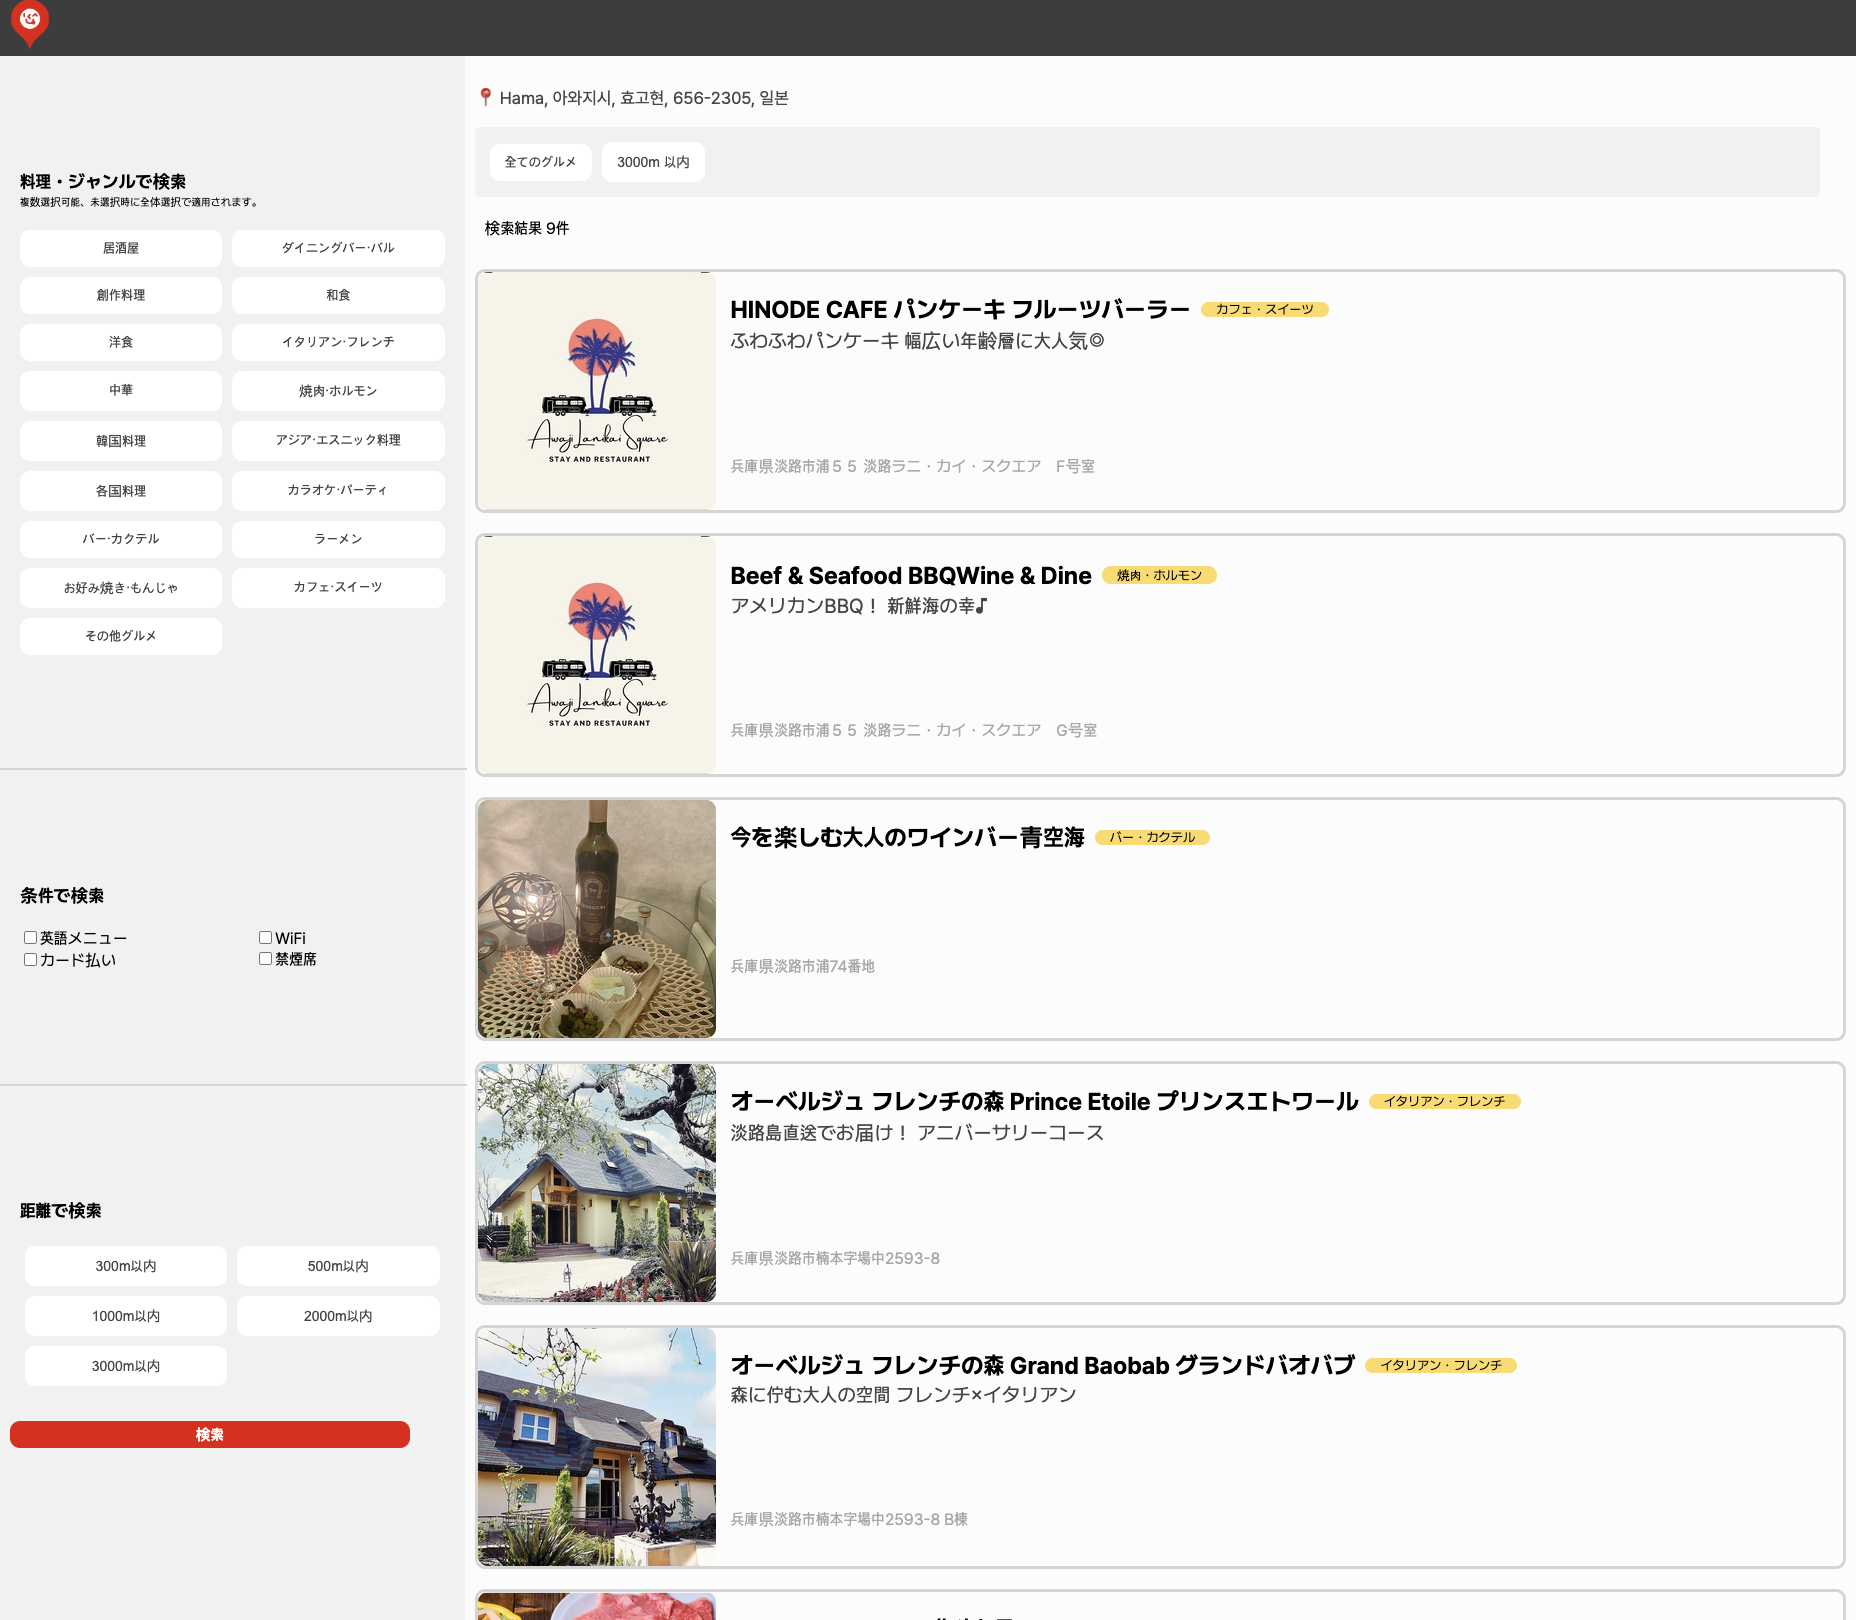 料理・ジャンルで検索
複数選択可能、未選択時に全体選択で適用されます。
居酒屋
ダイニングバー·バル
創作料理
和食
洋食
イタリアン·フレンチ
中華
焼肉·ホルモン
韓国料理
アジア·エスニック料理
各国料理
カラオケ·パーティ
バー·カクテル
ラーメン
お好み焼き·もんじゃ
カフェ·スイーツ
その他グルメ
条件で検索
英語メニュー
WiFi
カード払い
禁煙席
距離で検索
300m以内
500m以内
1000m以内
2000m以内
3000m以内
検索
Hama, 아와지시, 효고현, 656-2305, 일본
全てのグルメ
3000m 以内
検索結果 9件
Awaji Lanikai Square
STAY AND RESTAURANT
HINODE CAFE パンケーキ フルーツバーラー カフェ・スイーツ
ふわふわパンケーキ 幅広い年齢層に大人気◎
兵庫県淡路市浦５５ 淡路ラニ・カイ・スクエア　F号室
Awaji Lanikai Square
STAY AND RESTAURANT
Beef & Seafood BBQWine & Dine 焼肉・ホルモン
アメリカンBBQ！ 新鮮海の幸♪
兵庫県淡路市浦５５ 淡路ラニ・カイ・スクエア　G号室
今を楽しむ大人のワインバー青空海 バー・カクテル
兵庫県淡路市浦74番地
オーベルジュ フレンチの森 Prince Etoile プリンスエトワール イタリアン・フレンチ
淡路島直送でお届け！ アニバーサリーコース
兵庫県淡路市楠本字場中2593-8
オーベルジュ フレンチの森 Grand Baobab グランドバオバブ イタリアン・フレンチ
森に佇む大人の空間 フレンチ×イタリアン
兵庫県淡路市楠本字場中2593-8 B棟